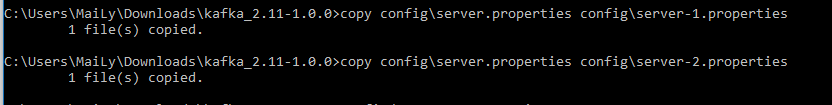 C:\Users\MaiLy\Downloads\kafka_2.11-1.0.0>copy config\server.properties config\server-1.properties
        1 file(s) copied.
C:\Users\MaiLy\Downloads\kafka_2.11-1.0.0>copy config\server.properties config\server-2.properties
        1 file(s) copied.